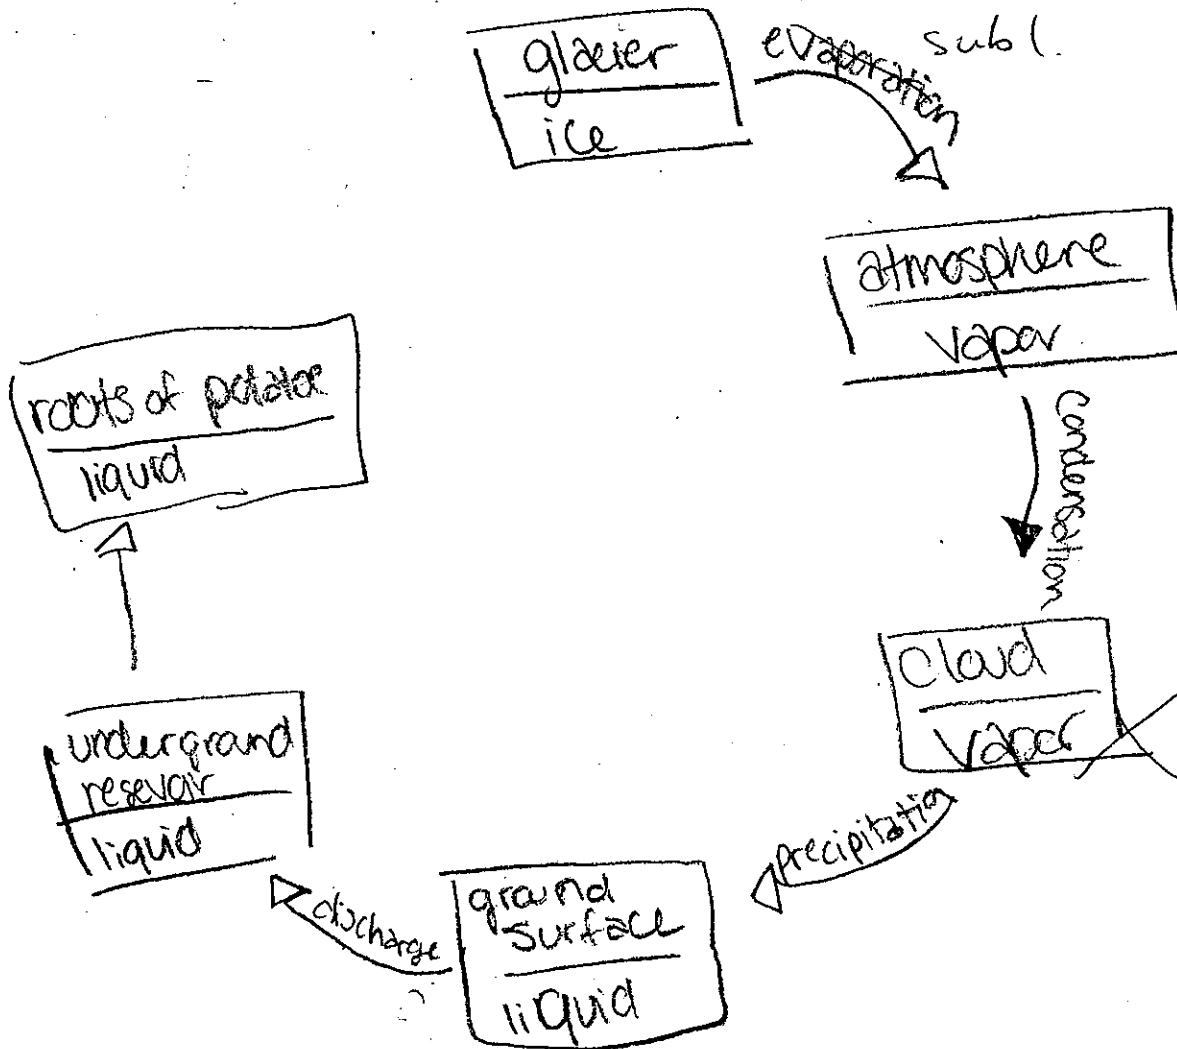 glacier
ice
evaporation
subl.
atmosphere
vapor
condensation
cloud
vapor
precipitation
ground
surface
liquid
discharge
underground
resevoir
liquid
roots of potatoe
liquid